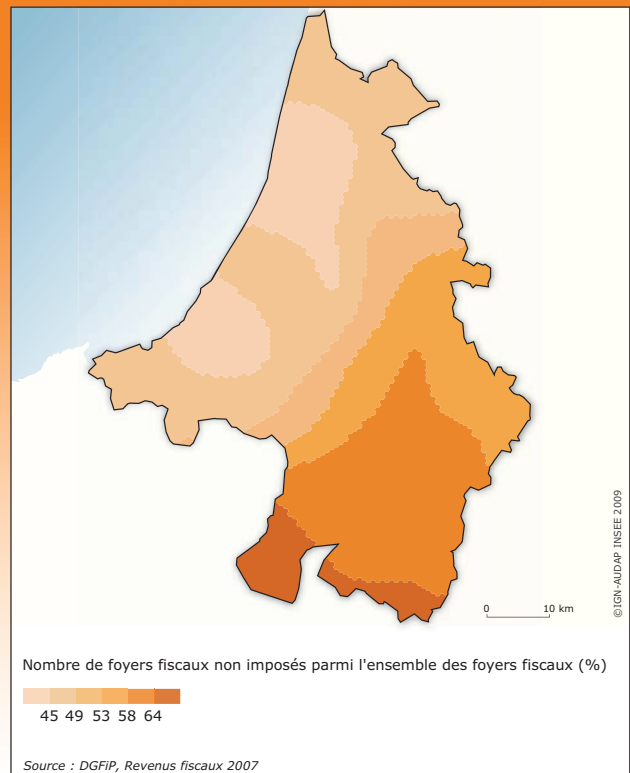 ©IGN-AUDAP INSEE 2009
0 10 km
Nombre de foyers fiscaux non imposés parmi l'ensemble des foyers fiscaux (%)
45 49 53 58 64
Source : DGFiP, Revenus fiscaux 2007